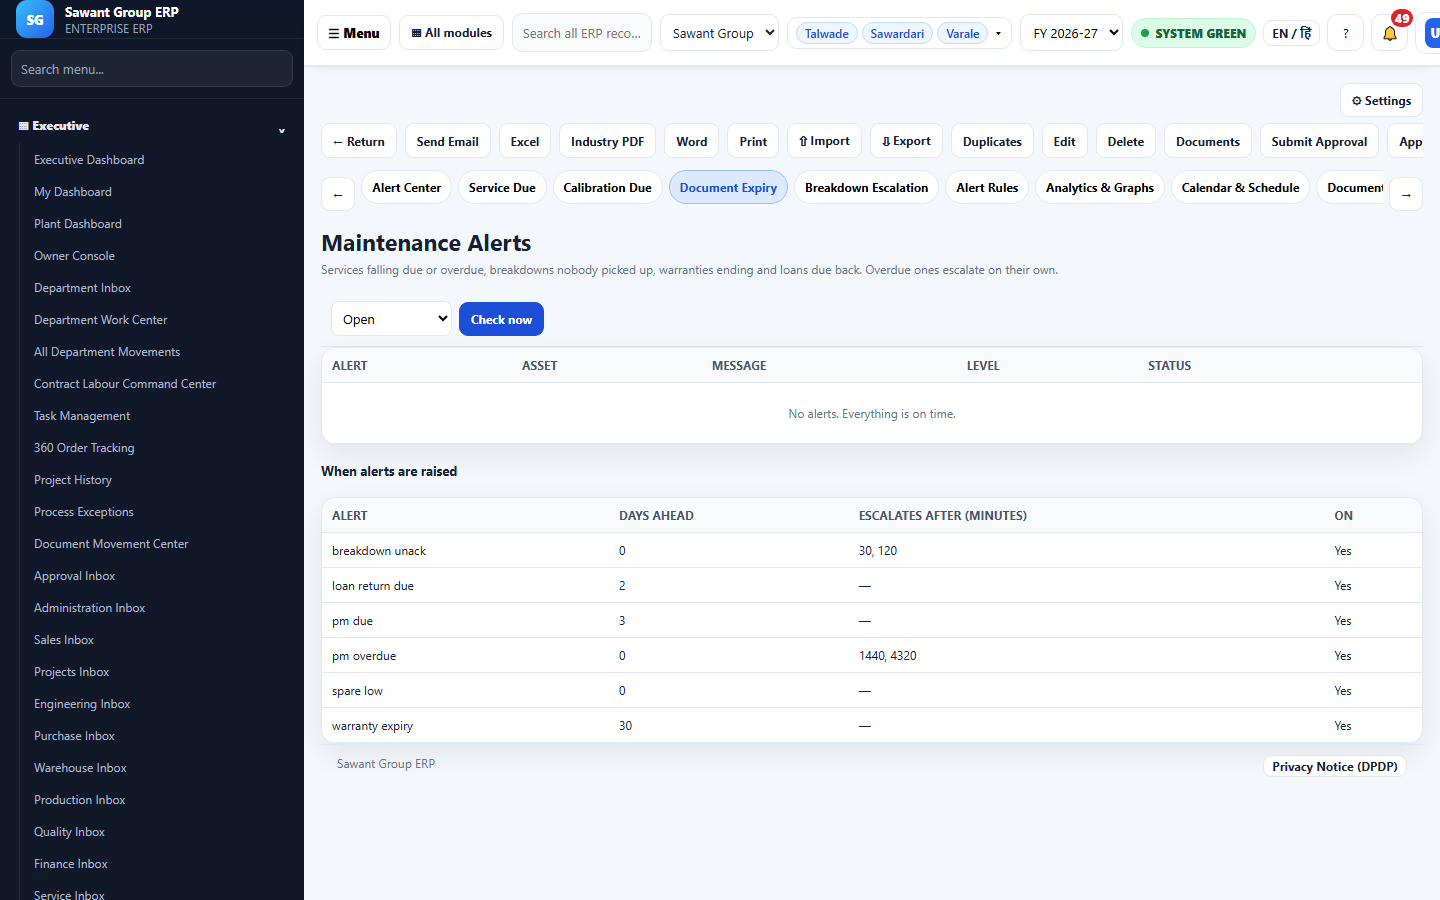 SG
Sawant Group ERP
ENTERPRISE ERP
Search menu...
Executive
Executive Dashboard
My Dashboard
Plant Dashboard
Owner Console
Department Inbox
Department Work Center
All Department Movements
Contract Labour Command Center
Task Management
360 Order Tracking
Project History
Process Exceptions
Document Movement Center
Approval Inbox
Administration Inbox
Sales Inbox
Projects Inbox
Engineering Inbox
Purchase Inbox
Warehouse Inbox
Production Inbox
Quality Inbox
Finance Inbox
Service Inbox
☰ Menu
All modules
Search all ERP reco...
Sawant Group
Talwade Sawardari Varale
FY 2026-27
SYSTEM GREEN
EN / हिं
?
49
U
⚙ Settings
← Return
Send Email
Excel
Industry PDF
Word
Print
⇧ Import
⇩ Export
Duplicates
Edit
Delete
Documents
Submit Approval
App
←
Alert Center
Service Due
Calibration Due
Document Expiry
Breakdown Escalation
Alert Rules
Analytics & Graphs
Calendar & Schedule
Document
→
Maintenance Alerts
Services falling due or overdue, breakdowns nobody picked up, warranties ending and loans due back. Overdue ones escalate on their own.
Open
Check now
ALERT ASSET MESSAGE LEVEL STATUS
No alerts. Everything is on time.
When alerts are raised
ALERT DAYS AHEAD ESCALATES AFTER (MINUTES) ON
breakdown unack 0 30, 120 Yes
loan return due 2 — Yes
pm due 3 — Yes
pm overdue 0 1440, 4320 Yes
spare low 0 — Yes
warranty expiry 30 — Yes
Sawant Group ERP
Privacy Notice (DPDP)